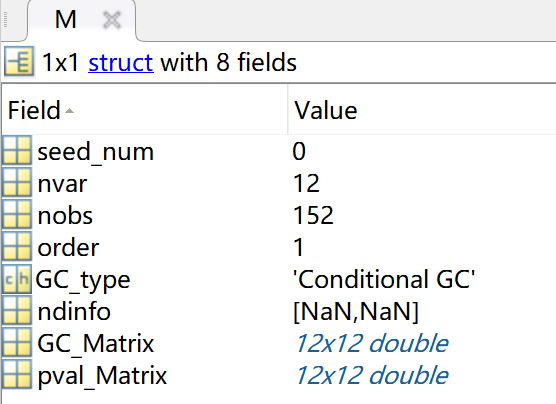 M
1x1 struct with 8 fields
Field Value
seed_num 0
nvar 12
nobs 152
order 1
ch GC_type 'Conditional GC'
ndinfo [NaN,NaN]
GC_Matrix 12x12 double
pval_Matrix 12x12 double